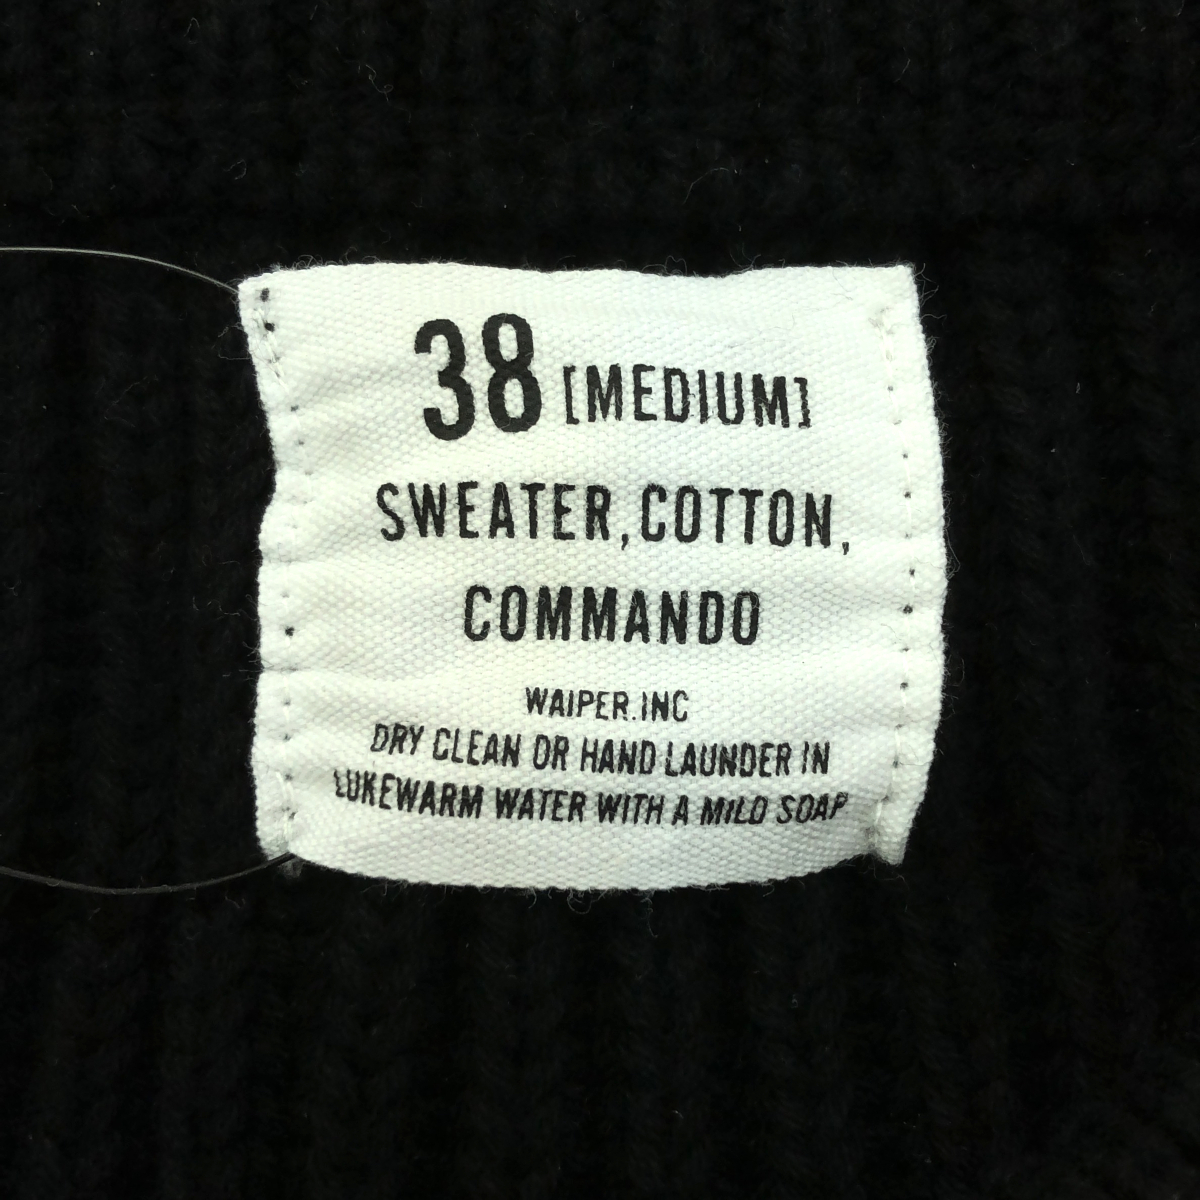 38 [MEDIUM]
SWEATER,COTTON,
COMMANDO
WAIPER.INC
DRY CLEAN OR HAND LAUNDER IN
LUKEWARM WATER WITH A MILD SOAP